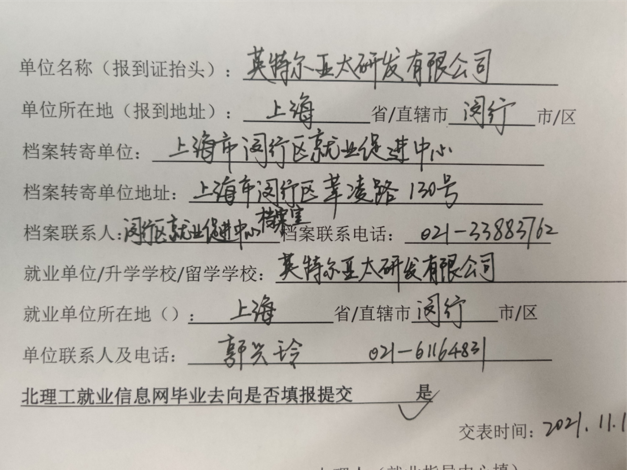 单位名称（报到证抬头）：英特尔亚太研发有限公司
单位所在地（报到地址）：上海 省/直辖市 闵行 市/区
档案转寄单位：上海市闵行区就业促进中心
档案转寄单位地址：上海市闵行区莘凌路130号
档案联系人：闵行区就业促进中心档案室 档案联系电话：021-33883762
就业单位/升学学校/留学学校：英特尔亚太研发有限公司
就业单位所在地（）：上海 省/直辖市 闵行 市/区
单位联系人及电话：郭兴玲 021-61164831
北理工就业信息网毕业去向是否填报提交 是
交表时间：2021.11.1